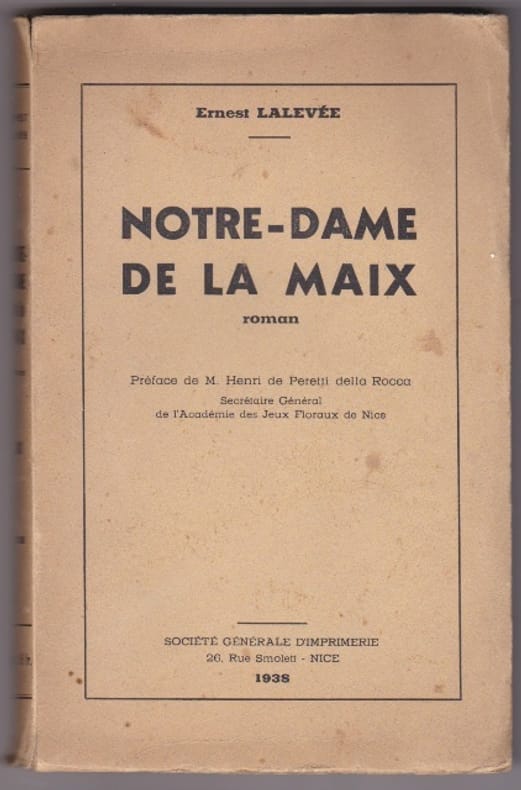 Ernest LALEVÉE
NOTRE-DAME
DE LA MAIX
roman
Préface de M. Henri de Peretti della Rocca
Secrétaire Général
de l'Académie des Jeux Floraux de Nice
SOCIÉTÉ GÉNÉRALE D'IMPRIMERIE
26, Rue Smolett - NICE
1938